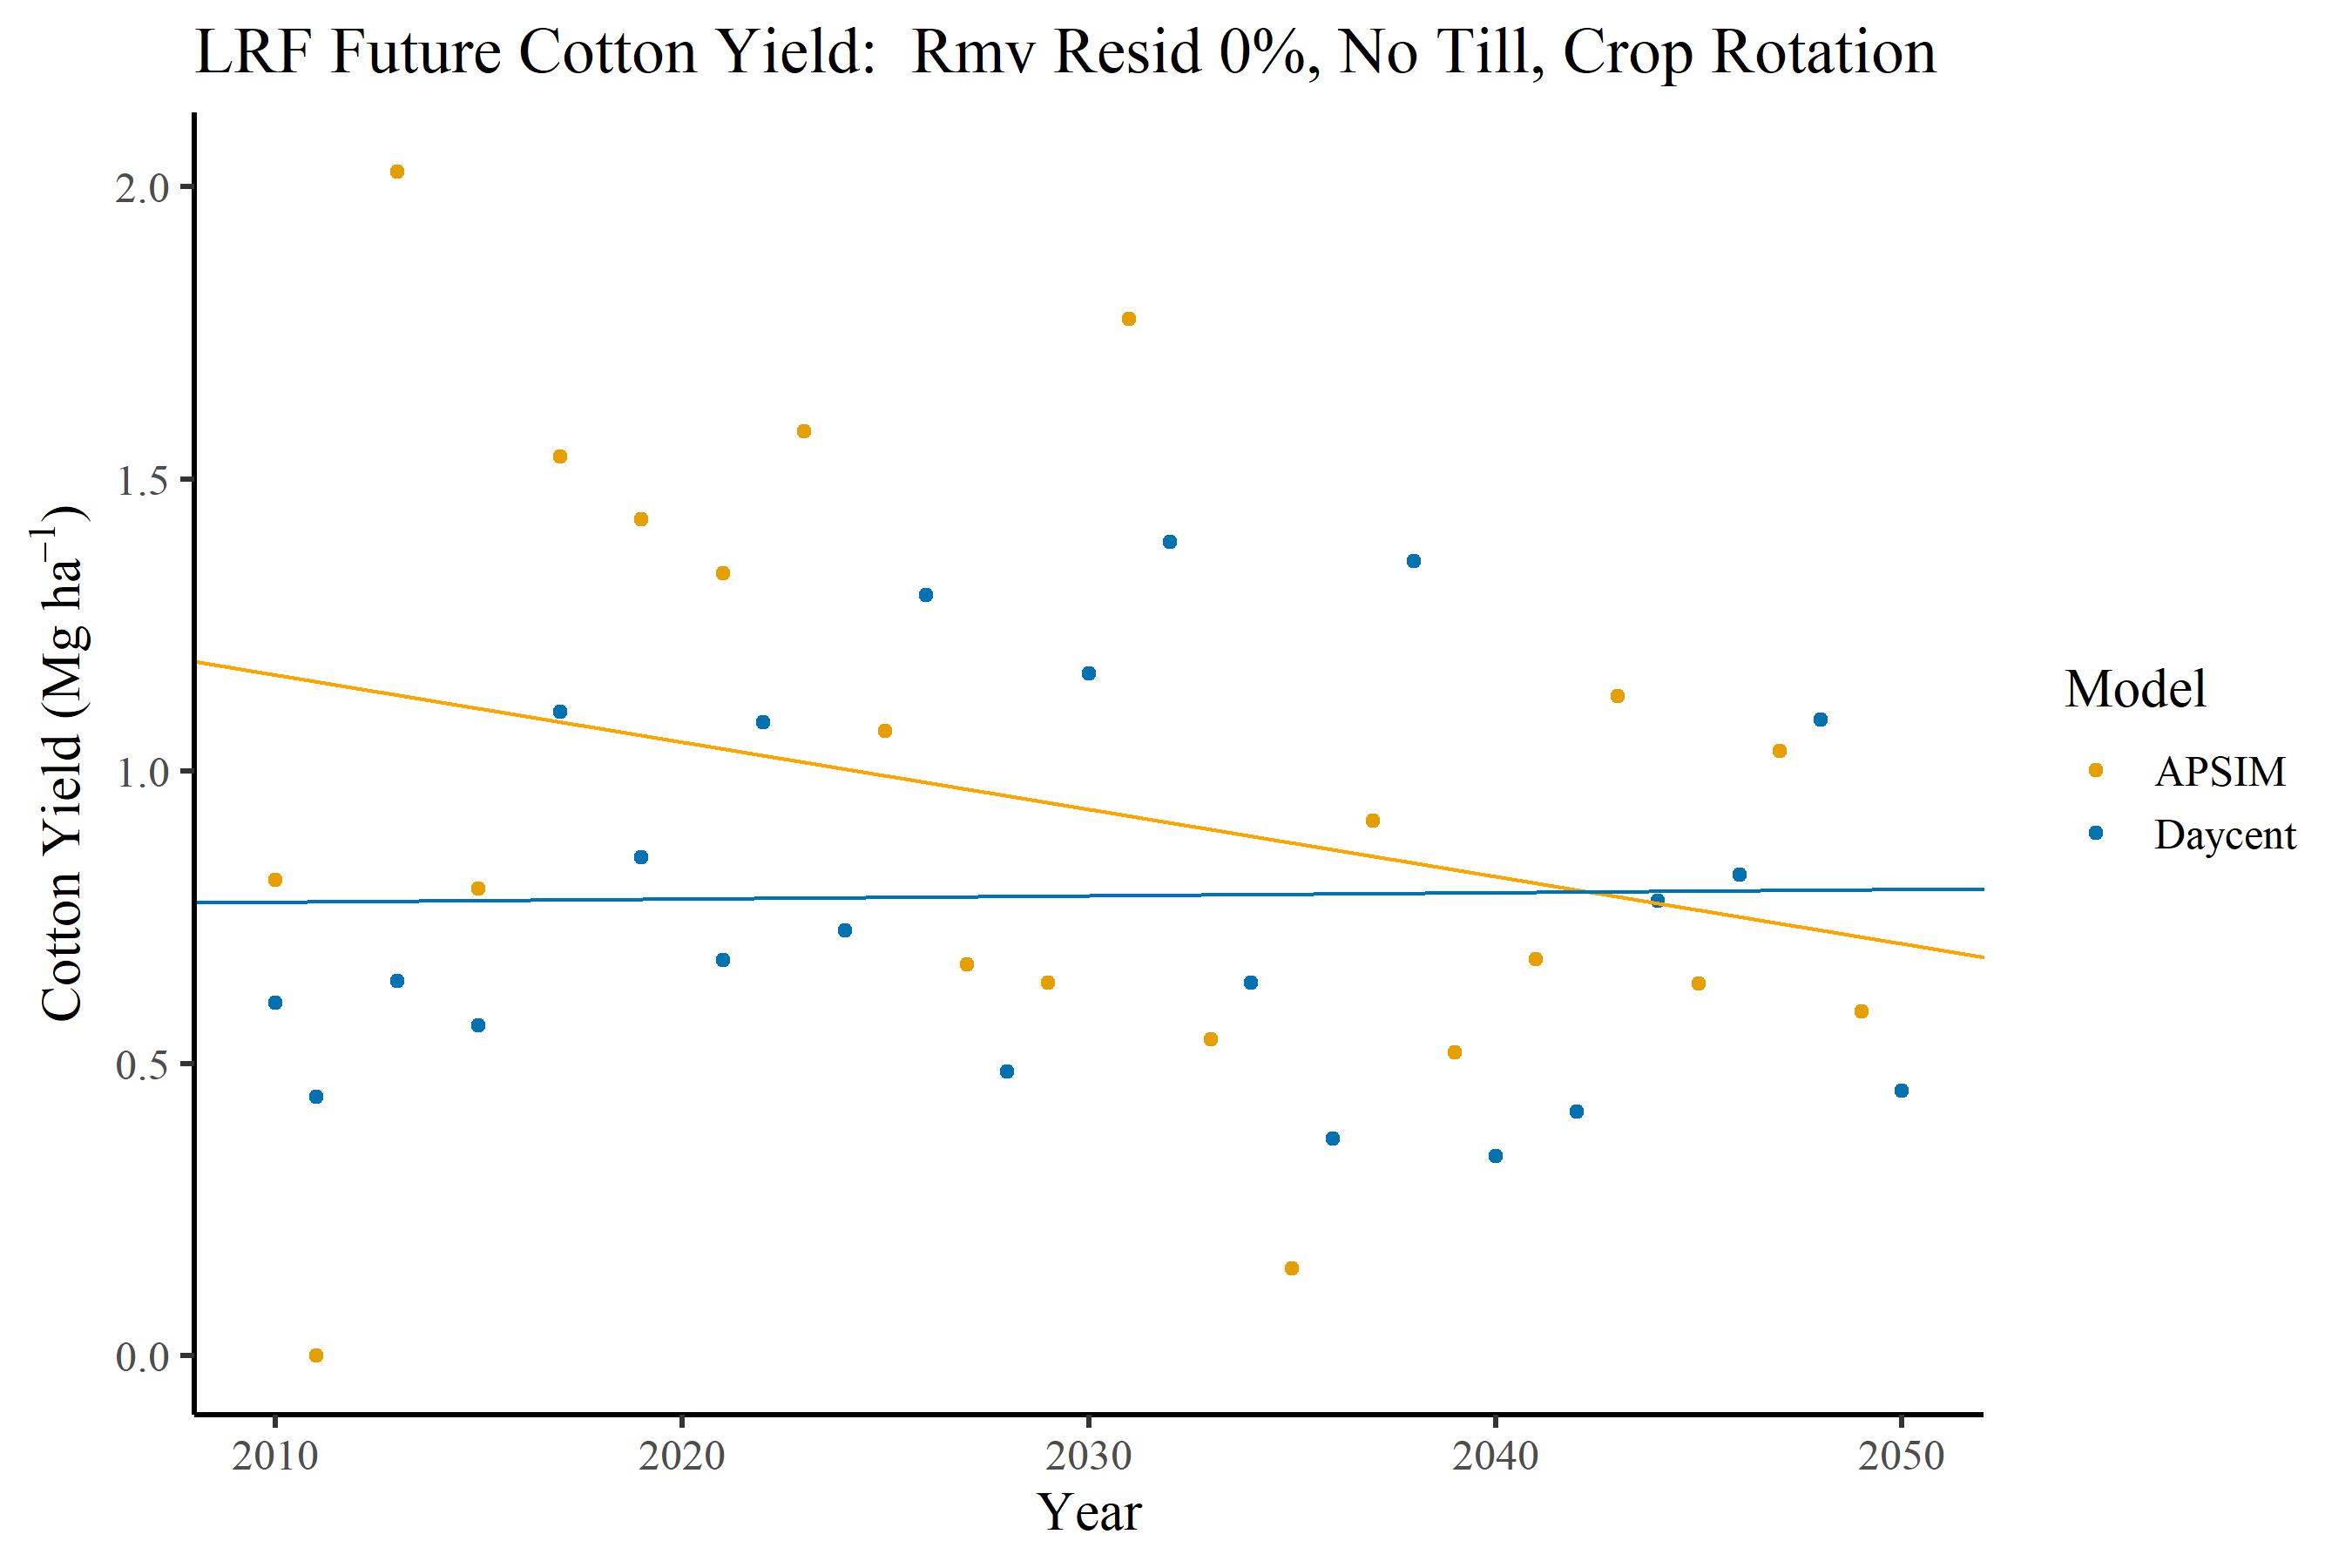 LRF Future Cotton Yield:  Rmv Resid 0%, No Till, Crop Rotation
Cotton Yield (Mg ha⁻¹)
2.0
1.5
1.0
0.5
0.0
2010 2020 2030 2040 2050
Year
Model
APSIM
Daycent